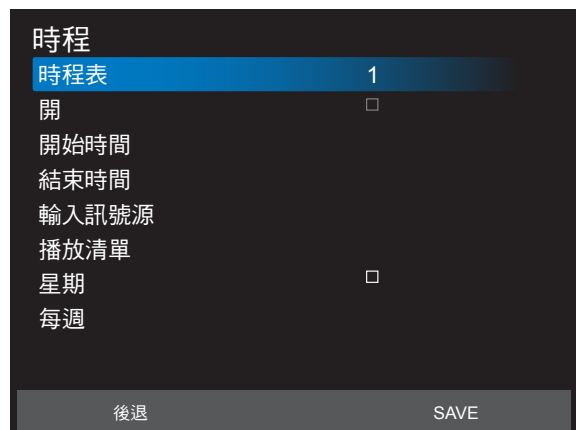 時程
時程表 1
開 □
開始時間
結束時間
輸入訊號源
播放清單
星期 □
每週
後退 SAVE